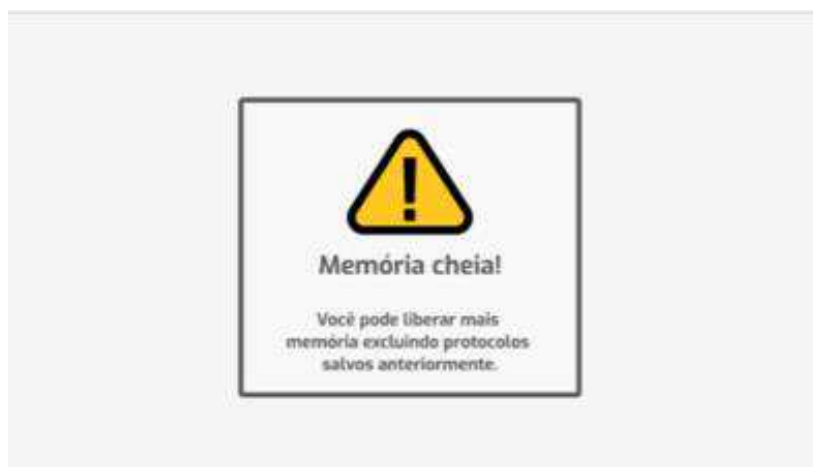 Memória cheia!
Você pode liberar mais
memória excluindo protocolos
salvos anteriormente.